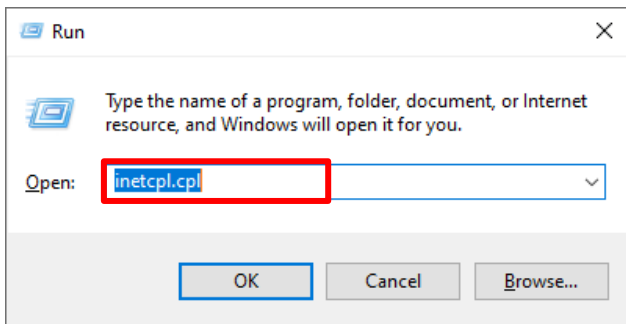 Run
Type the name of a program, folder, document, or Internet
resource, and Windows will open it for you.
Open: inetcpl.cpl
OK Cancel Browse...